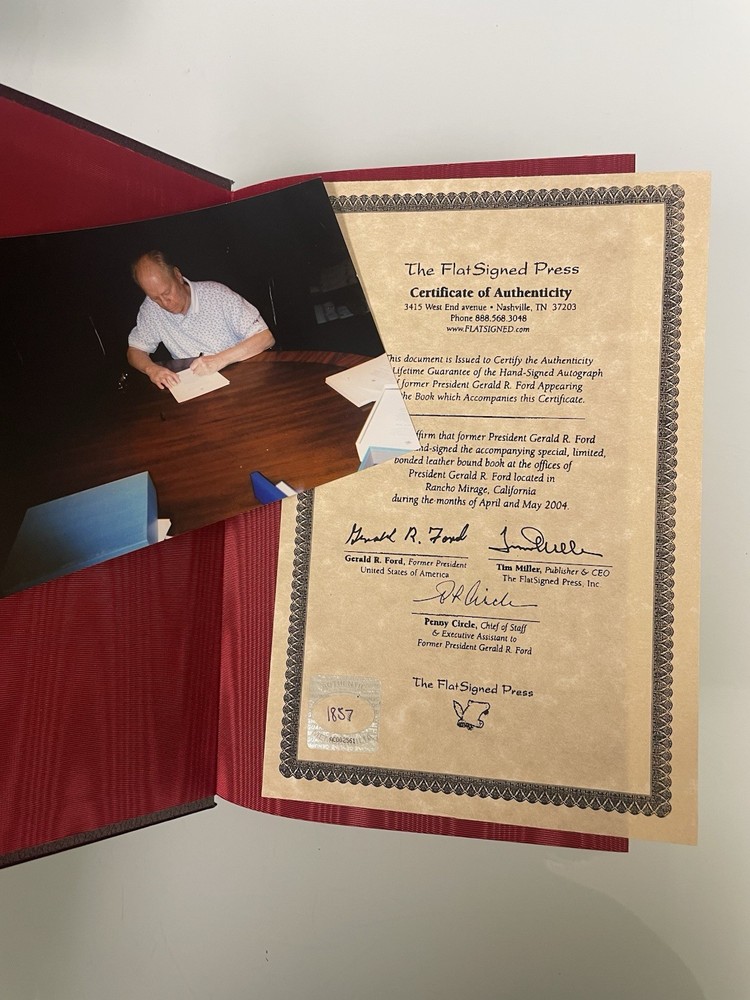 The FlatSigned Press
Certificate of Authenticity
3415 West End avenue • Nashville, TN 37203
Phone 888.568.3048
www.FLATSIGNED.com
This document is Issued to Certify the Authenticity
Lifetime Guarantee of the Hand-Signed Autograph
former President Gerald R. Ford Appearing
the Book which Accompanies this Certificate.
ffirm that former President Gerald R. Ford
nd-signed the accompanying special, limited,
bonded leather bound book at the offices of
President Gerald R. Ford located in
Rancho Mirage, California
during the months of April and May 2004.
Gerald R. Ford
Gerald R. Ford, Former President
United States of America
Tim Miller, Publisher & CEO
The FlatSigned Press, Inc.
Penny Circle, Chief of Staff
& Executive Assistant to
Former President Gerald R. Ford
The FlatSigned Press
AUTHENTIC
1857